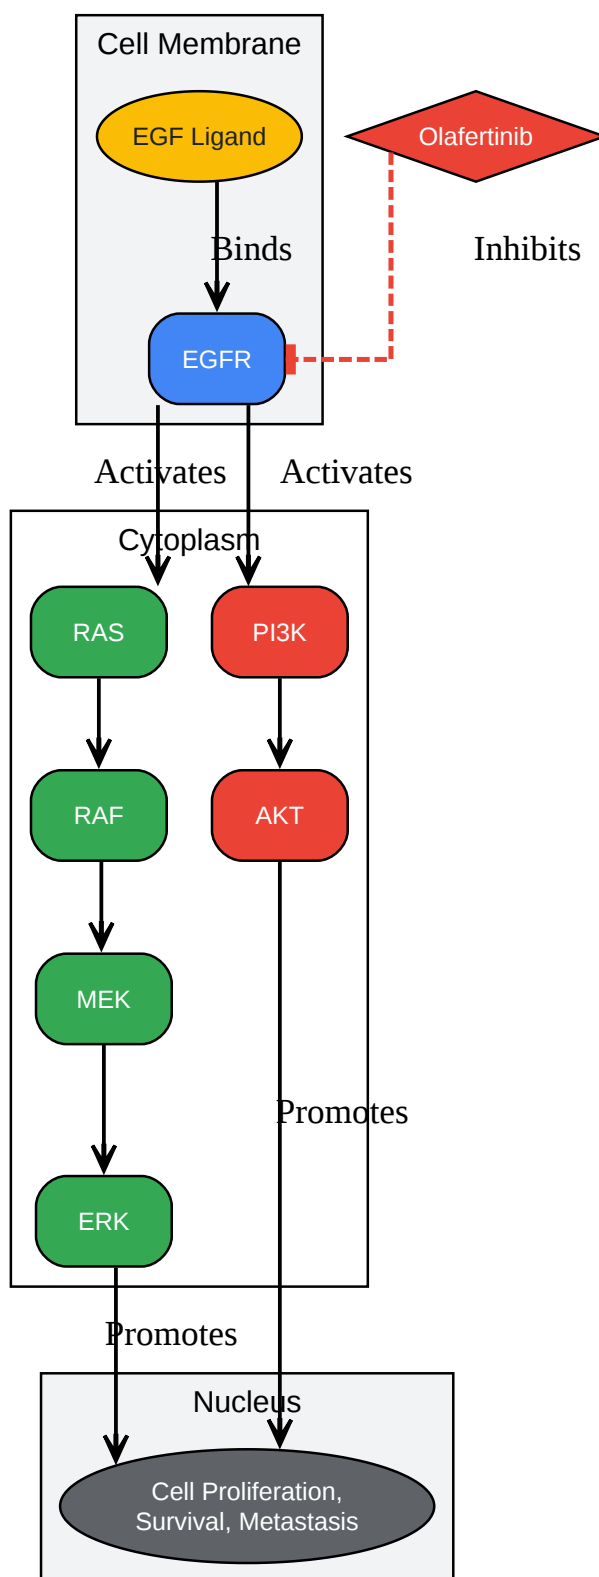 Cell Membrane
EGF Ligand
Olafertinib
Binds
Inhibits
EGFR
Activates
Activates
Cytoplasm
RAS
PI3K
RAF
AKT
MEK
Promotes
ERK
Promotes
Nucleus
Cell Proliferation,
Survival, Metastasis